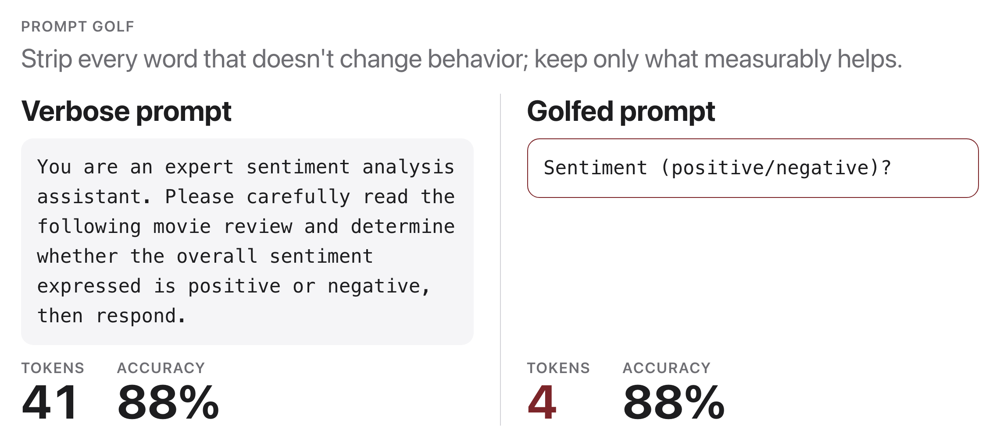 PROMPT GOLF
Strip every word that doesn't change behavior; keep only what measurably helps.
Verbose prompt
You are an expert sentiment analysis
assistant. Please carefully read the
following movie review and determine
whether the overall sentiment
expressed is positive or negative,
then respond.
TOKENS ACCURACY
41 88%
Golfed prompt
Sentiment (positive/negative)?
TOKENS ACCURACY
4 88%